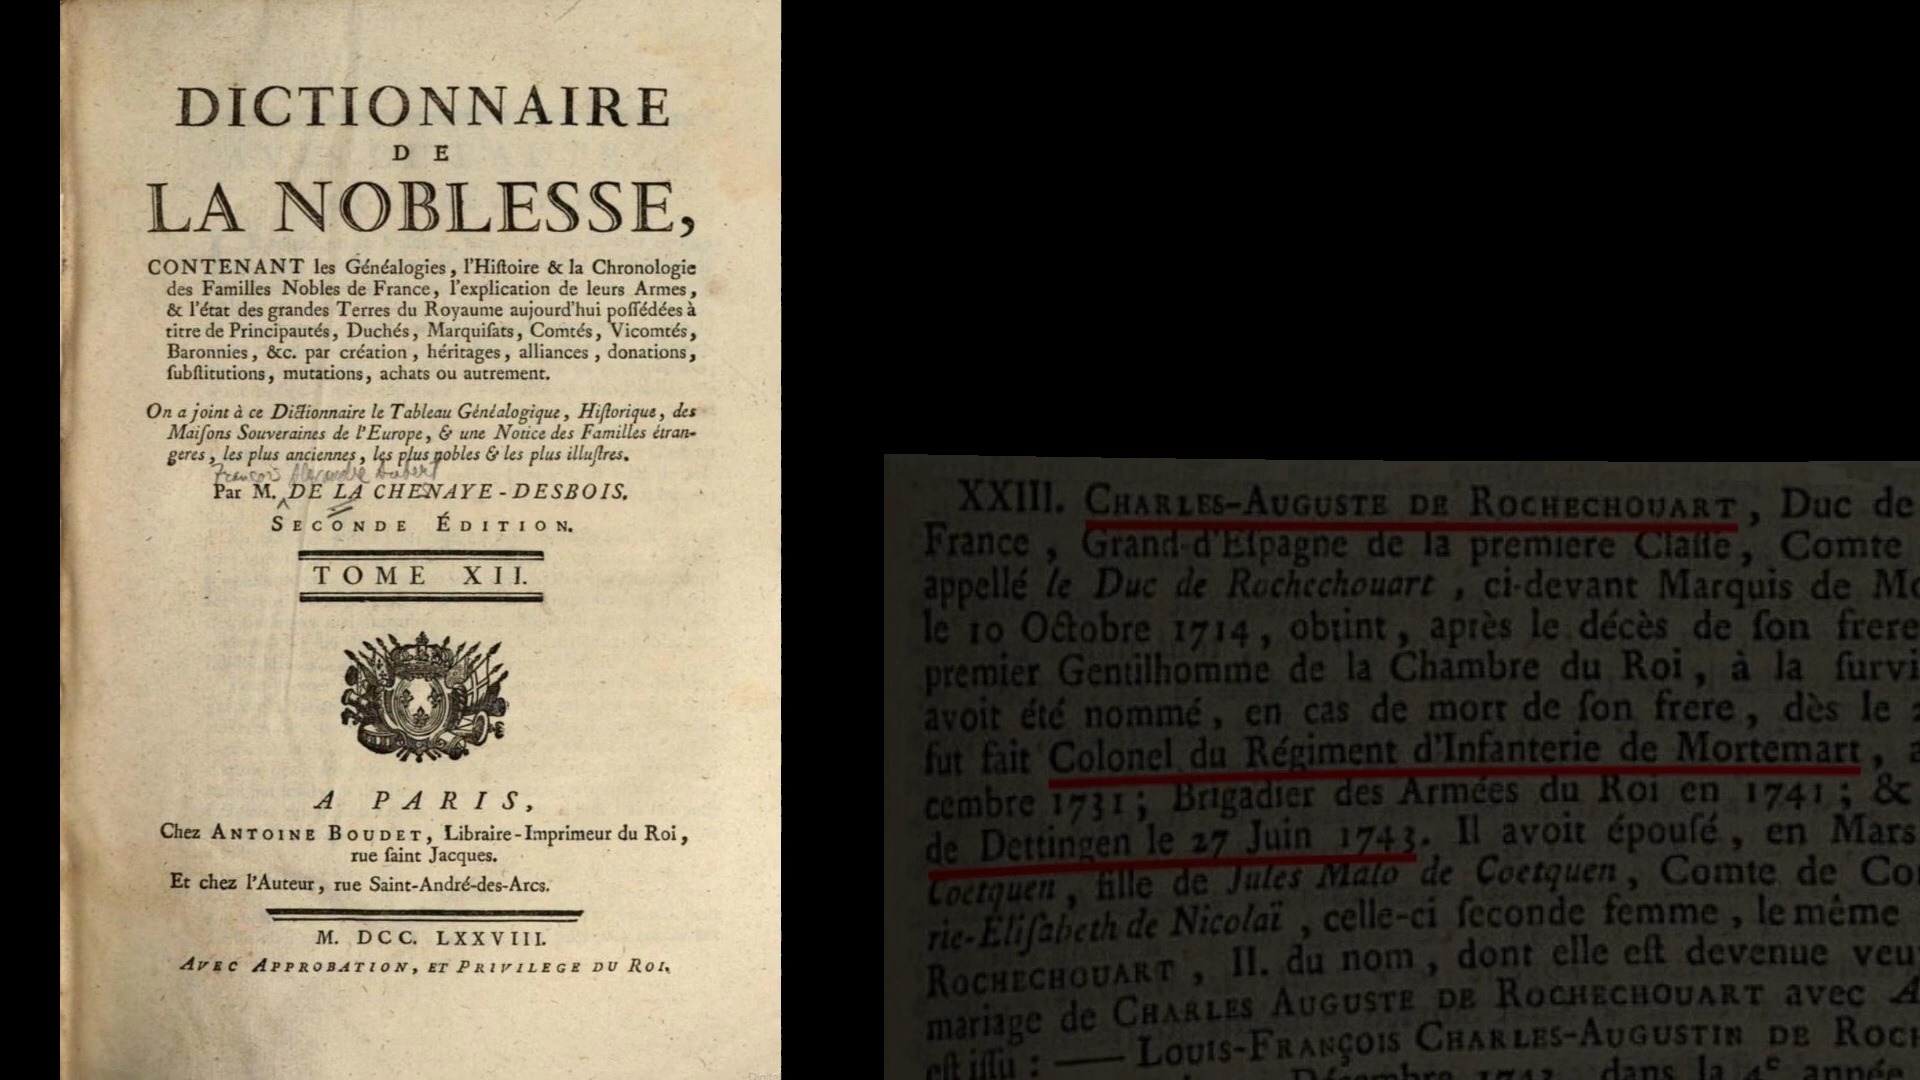 DICTIONNAIRE
DE
LA NOBLESSE,
CONTENANT les Généalogies, l'Hiſtoire & la Chronologie
des Familles Nobles de France, l'explication de leurs Armes,
& l'état des grandes Terres du Royaume aujourd'hui poſſédées à
titre de Principautés, Duchés, Marquiſats, Comtés, Vicomtés,
Baronnies, &c. par création, héritages, alliances, donations,
ſubſtitutions, mutations, achats ou autrement.
On a joint à ce Dictionnaire le Tableau Généalogique, Hiſtorique, des
Maiſons Souveraines de l'Europe, & une Notice des Familles étran-
geres, les plus anciennes, les plus nobles & les plus illuſtres.
François Alexandre Aubert
Par M. DE LA CHENAYE-DESBOIS.
SECONDE ÉDITION.
TOME XII.
A PARIS,
Chez ANTOINE BOUDET, Libraire-Imprimeur du Roi,
rue ſaint Jacques.
Et chez l'Auteur, rue Saint-André-des-Arcs.
M. DCC. LXXVIII.
AVEC APPROBATION, ET PRIVILEGE DU ROI.
XXIII. CHARLES-AUGUSTE DE ROCHECHOUART, Duc de
France, Grand-d'Eſpagne de la premiere Claſſe, Comte
appellé le Duc de Rochechouart, ci-devant Marquis de
le 10 Octobre 1714, obtint, après le décès de ſon frere
premier Gentilhomme de la Chambre du Roi, à la ſurvi
avoit été nommé, en cas de mort de ſon frere, dès le
fut fait Colonel du Régiment d'Infanterie de Mortemart,
cembre 1731; Brigadier des Armées du Roi en 1741; &
de Dettingen le 27 Juin 1743. Il avoit épouſé, en Mars
Coetquen, fille de Jules Malo de Coetquen, Comte de
rie-Eliſabeth de Nicolaï, celle-ci ſeconde femme, le même
ROCHECHOUART, II. du nom, dont elle eſt devenue veu
mariage de CHARLES AUGUSTE DE ROCHECHOUART avec
eſt iſſu : — LOUIS-FRANÇOIS CHARLES-AUGUSTIN DE ROCH
dans la 4e année